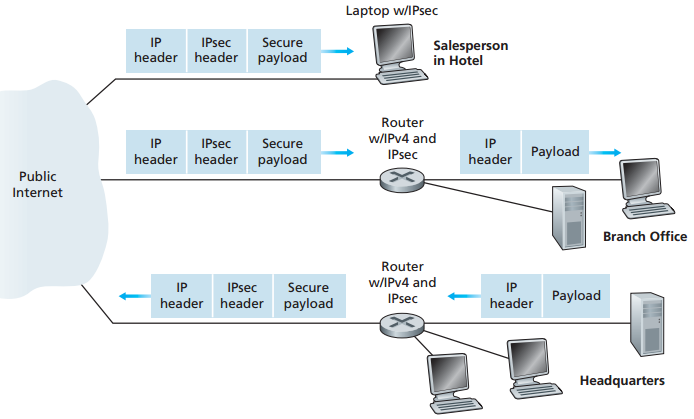 Laptop w/IPsec
IP
header
IPsec
header
Secure
payload
Salesperson
in Hotel
Router
w/IPv4 and
IPsec
IP
header
IPsec
header
Secure
payload
IP
header
Payload
Public
Internet
Branch Office
Router
w/IPv4 and
IPsec
IP
header
IPsec
header
Secure
payload
IP
header
Payload
Headquarters